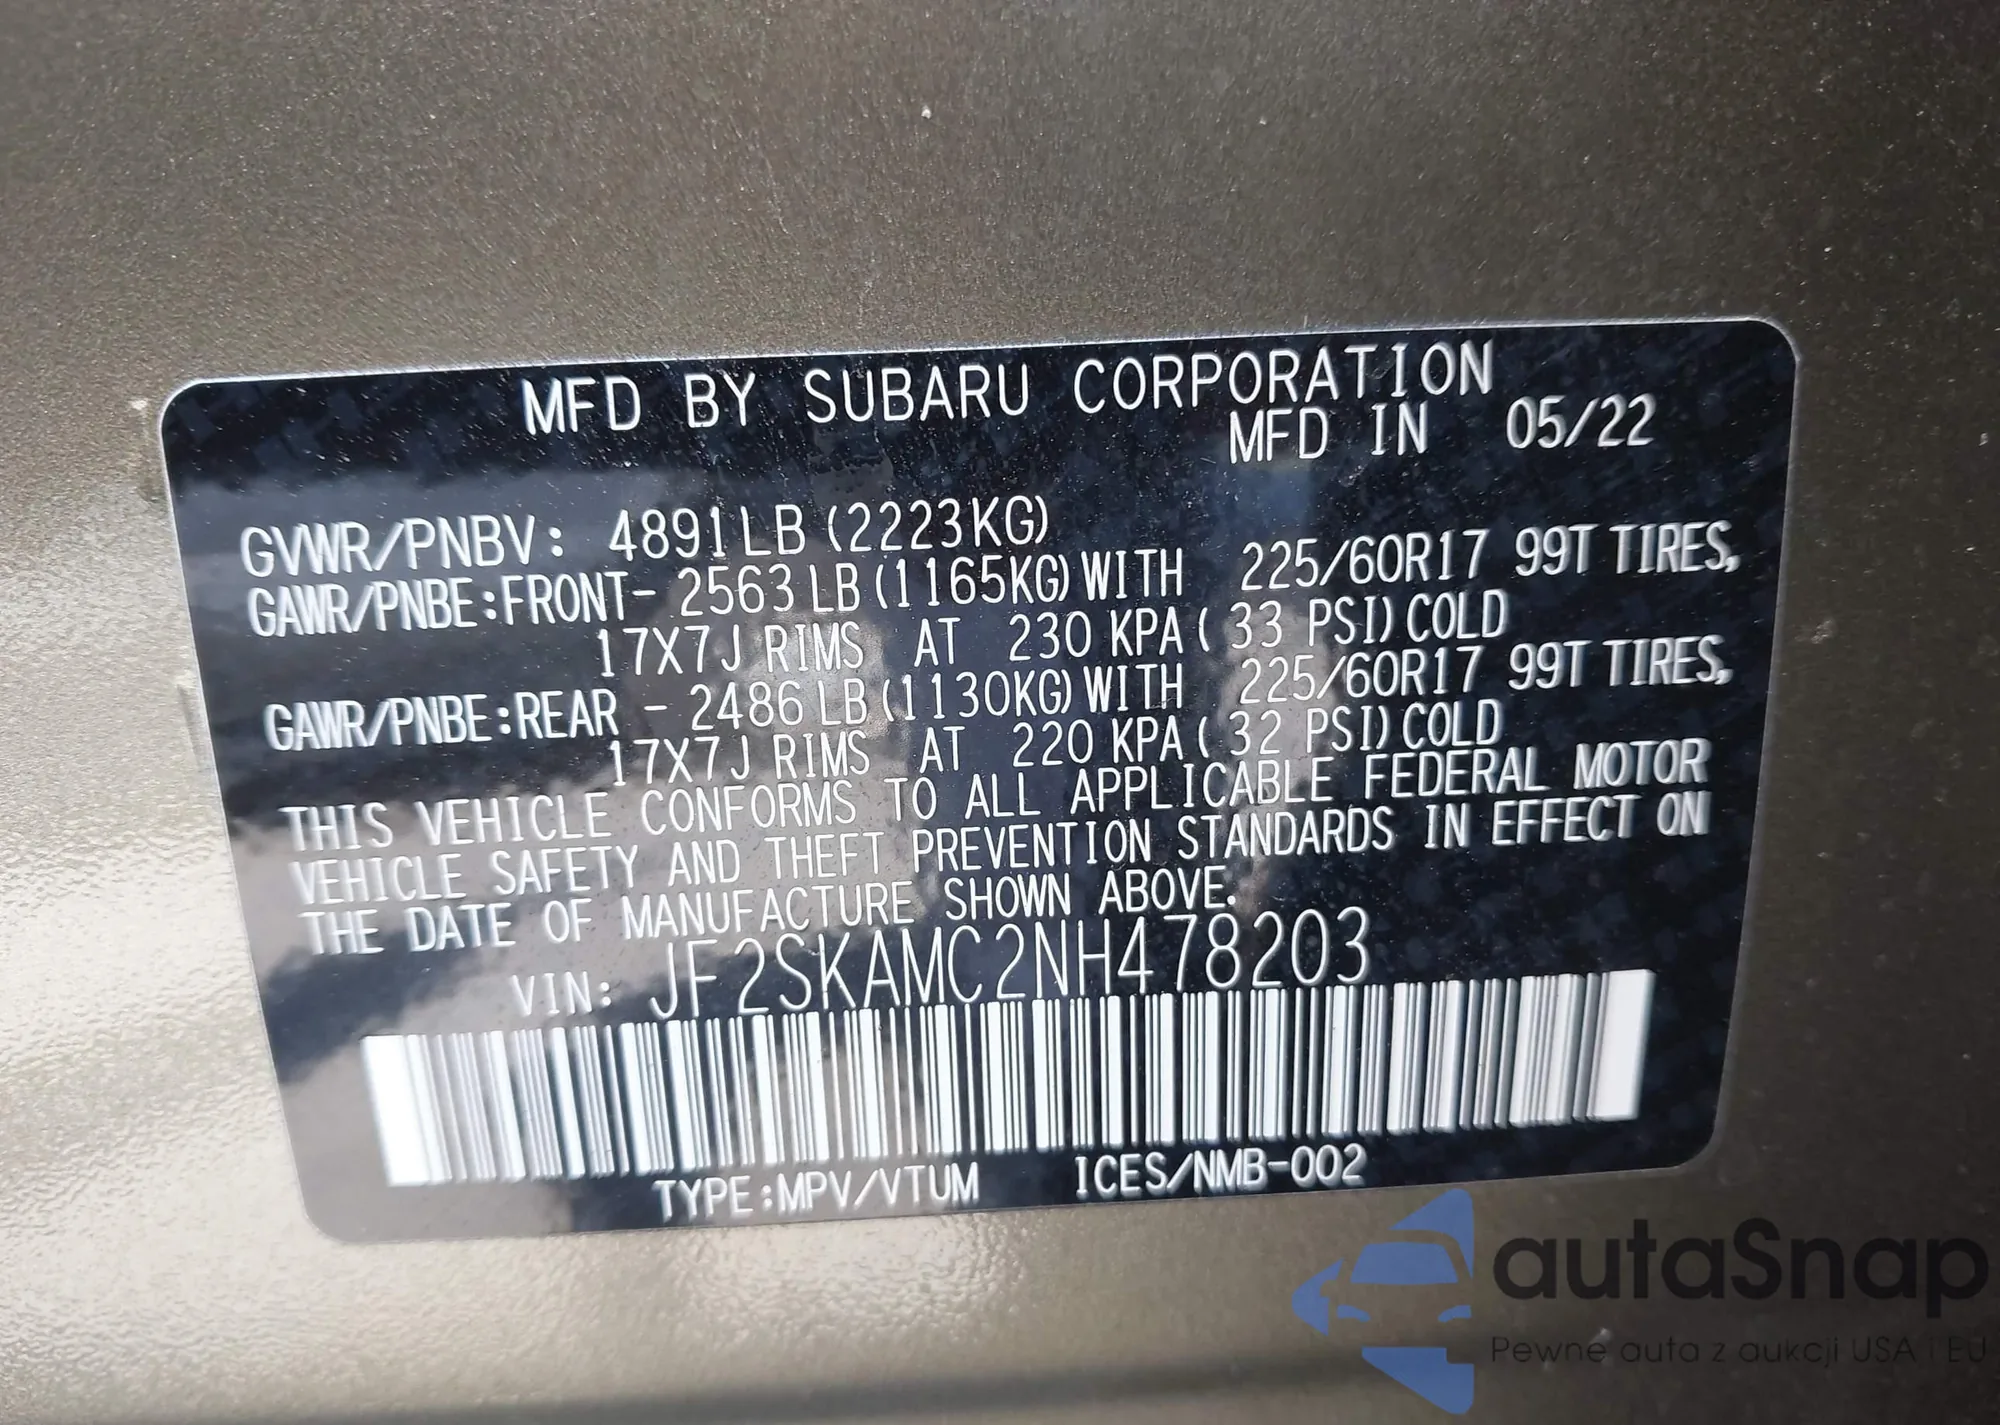 MFD BY SUBARU CORPORATION
MFD IN 05/22
GVWR/PNBV: 4891LB (2223KG)
GAWR/PNBE:FRONT- 2563 LB (1165KG) WITH 225/60R17 99T TIRES,
17X7J RIMS AT 230 KPA ( 33 PSI) COLD
GAWR/PNBE:REAR - 2486 LB (1130KG) WITH 225/60R17 99T TIRES,
17X7J RIMS AT 220 KPA ( 32 PSI) COLD
THIS VEHICLE CONFORMS TO ALL APPLICABLE FEDERAL MOTOR
VEHICLE SAFETY AND THEFT PREVENTION STANDARDS IN EFFECT ON
THE DATE OF MANUFACTURE SHOWN ABOVE.
VIN: JF2SKAMC2NH478203
TYPE:MPV/VTUM ICES/NMB-002
autaSnap
Pewne auta z aukcji USA i EU